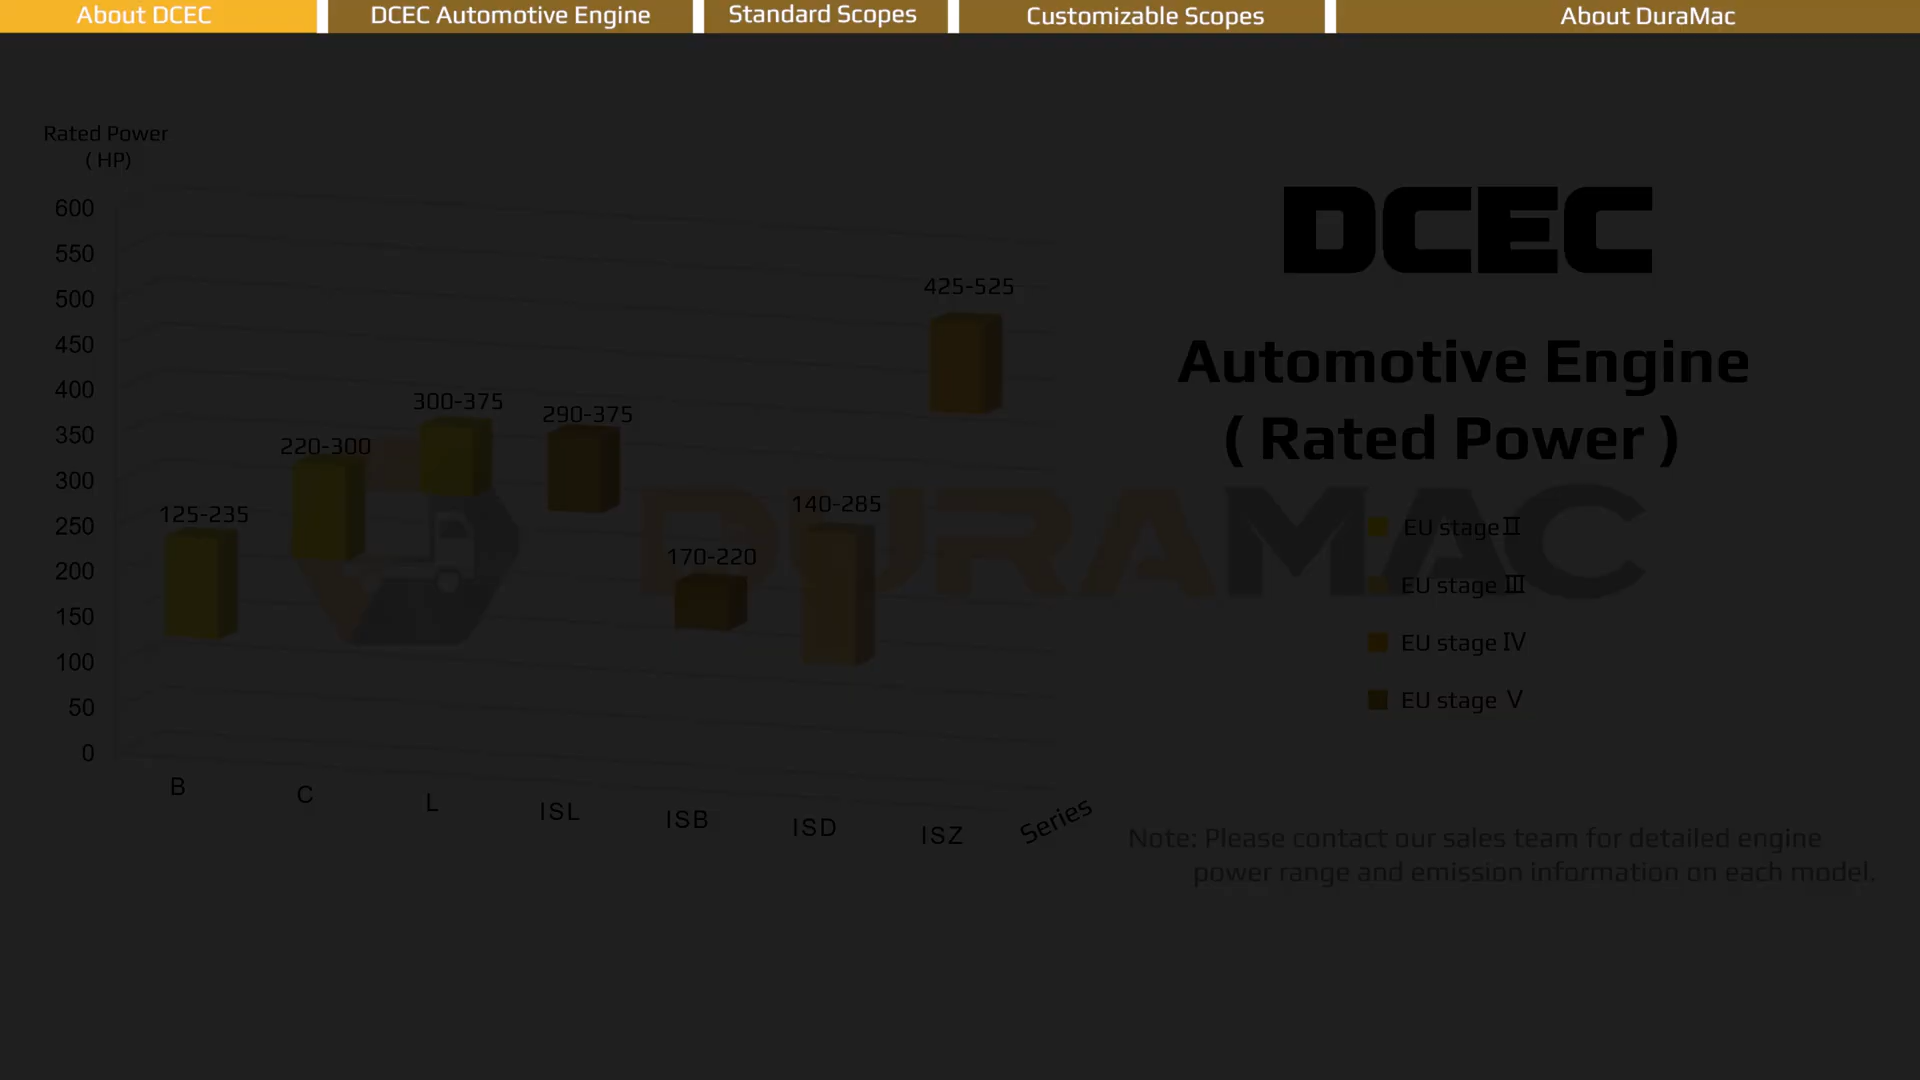 About DCEC
DCEC Automotive Engine
Standard Scopes
Customizable Scopes
About DuraMac
Rated Power
( HP)
600
550
500
450
400
350
300
250
200
150
100
50
0
125-235
220-300
300-375
290-375
170-220
140-285
425-525
B
C
L
ISL
ISB
ISD
ISZ
Series
DCEC
Automotive Engine
( Rated Power )
DURAMAC
EU stage Ⅱ
EU stage Ⅲ
EU stage Ⅳ
EU stage Ⅴ
Note: Please contact our sales team for detailed engine
power range and emission information on each model.